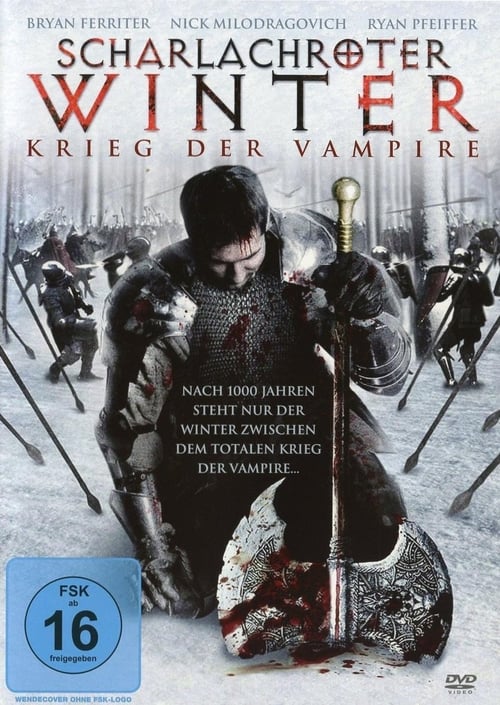 BRYAN FERRITER NICK MILODRAGOVICH RYAN PFEIFFER
SCHARLACHROTER
WINTER
KRIEG DER VAMPIRE
NACH 1000 JAHREN
STEHT NUR DER
WINTER ZWISCHEN
DEM TOTALEN KRIEG
DER VAMPIRE...
FSK
ab
16
freigegeben
WENDECOVER OHNE FSK-LOGO
DVD
VIDEO